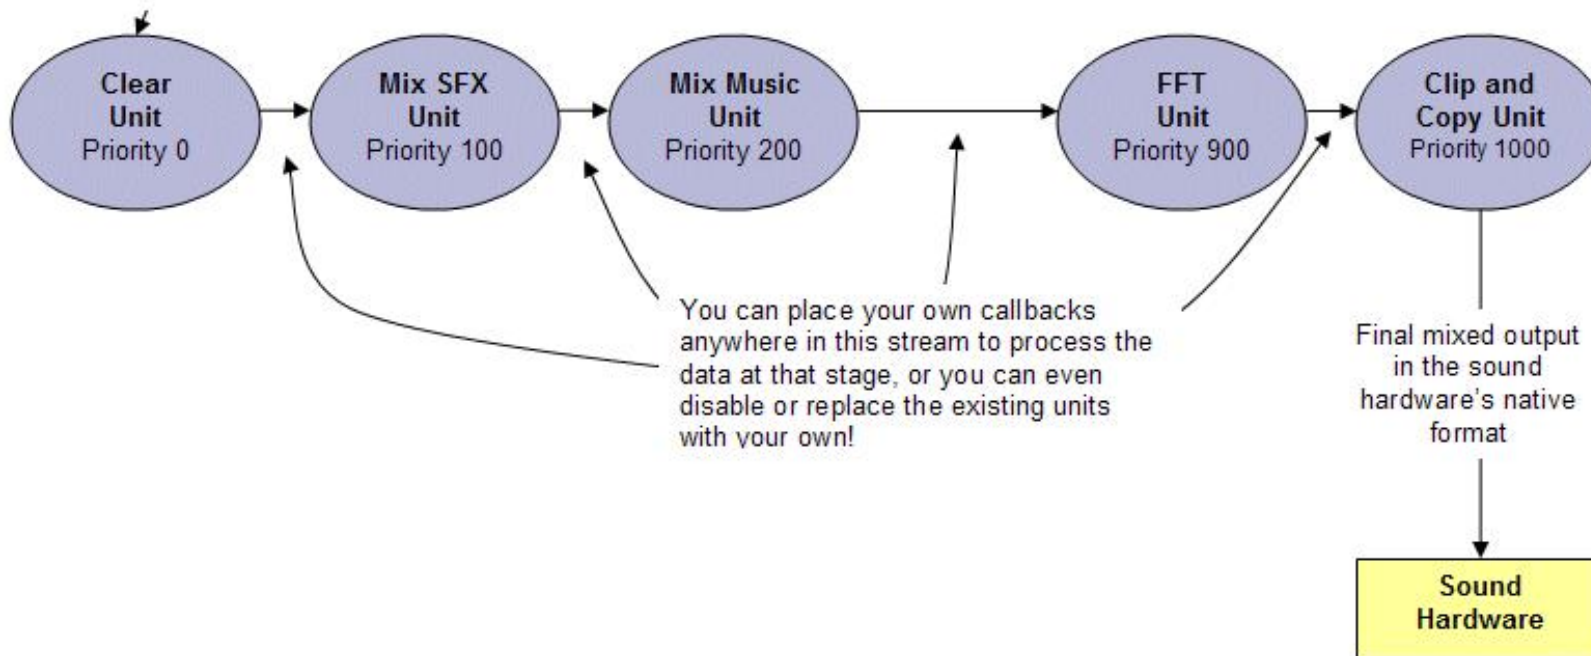 Clear
Unit
Priority 0
Mix SFX
Unit
Priority 100
Mix Music
Unit
Priority 200
FFT
Unit
Priority 900
Clip and
Copy Unit
Priority 1000
You can place your own callbacks
anywhere in this stream to process the
data at that stage, or you can even
disable or replace the existing units
with your own!
Final mixed output
in the sound
hardware's native
format
Sound
Hardware